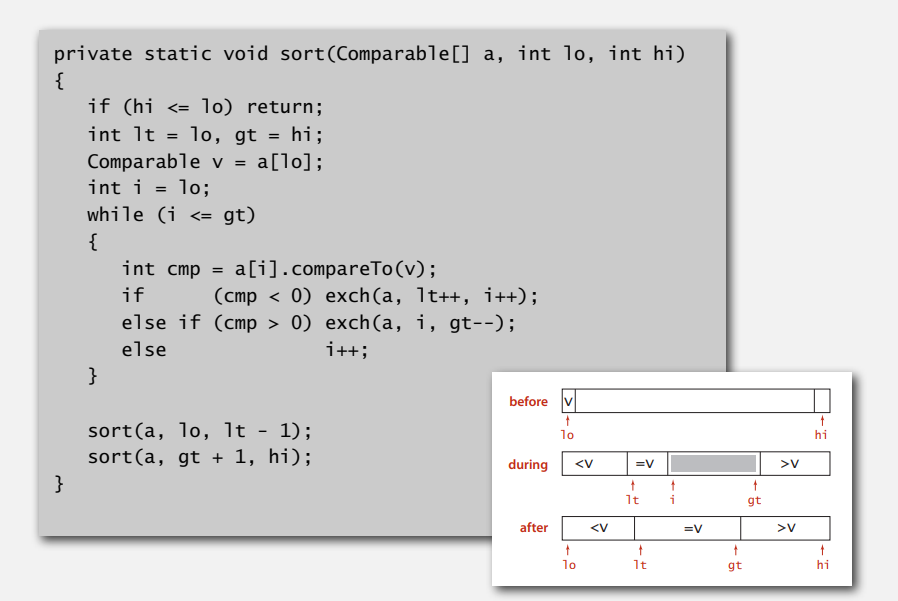 private static void sort(Comparable[] a, int lo, int hi)
{
   if (hi <= lo) return;
   int lt = lo, gt = hi;
   Comparable v = a[lo];
   int i = lo;
   while (i <= gt)
   {
      int cmp = a[i].compareTo(v);
      if      (cmp < 0) exch(a, lt++, i++);
      else if (cmp > 0) exch(a, i, gt--);
      else              i++;
   }

   sort(a, lo, lt - 1);
   sort(a, gt + 1, hi);
}
before v
lo hi
during <v =v >v
lt i gt
after <v =v >v
lo lt gt hi